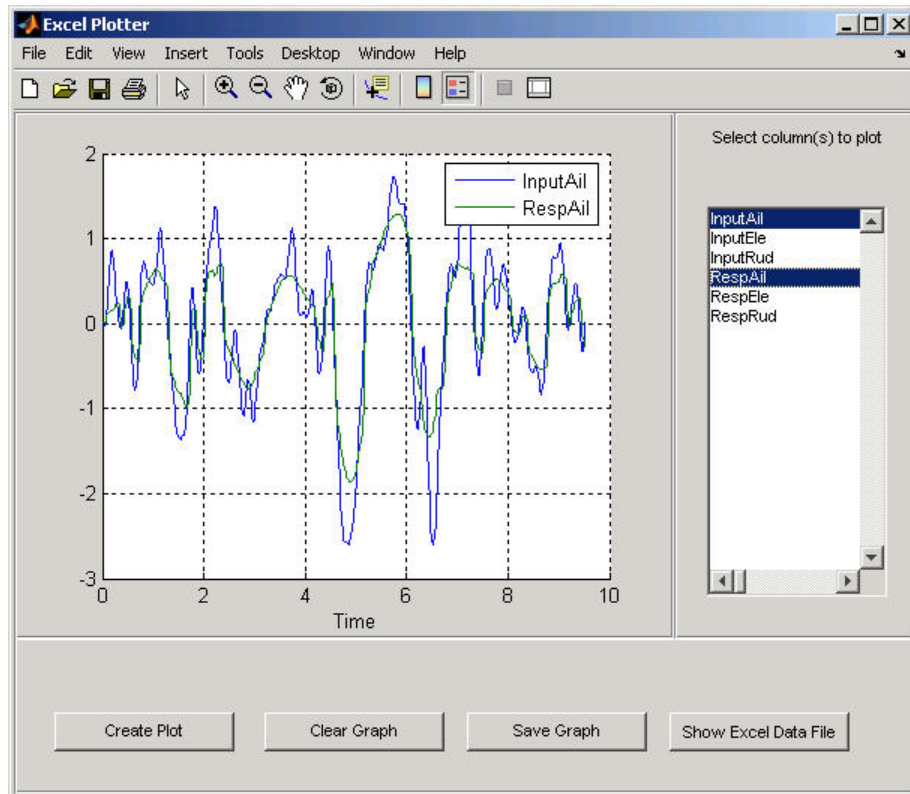 Excel Plotter
File Edit View Insert Tools Desktop Window Help
Select column(s) to plot
2
1
0
-1
-2
-3
0 2 4 6 8 10
Time
InputAil
RespAil
InputAil
InputEle
InputRud
RespAil
RespEle
RespRud
Create Plot
Clear Graph
Save Graph
Show Excel Data File